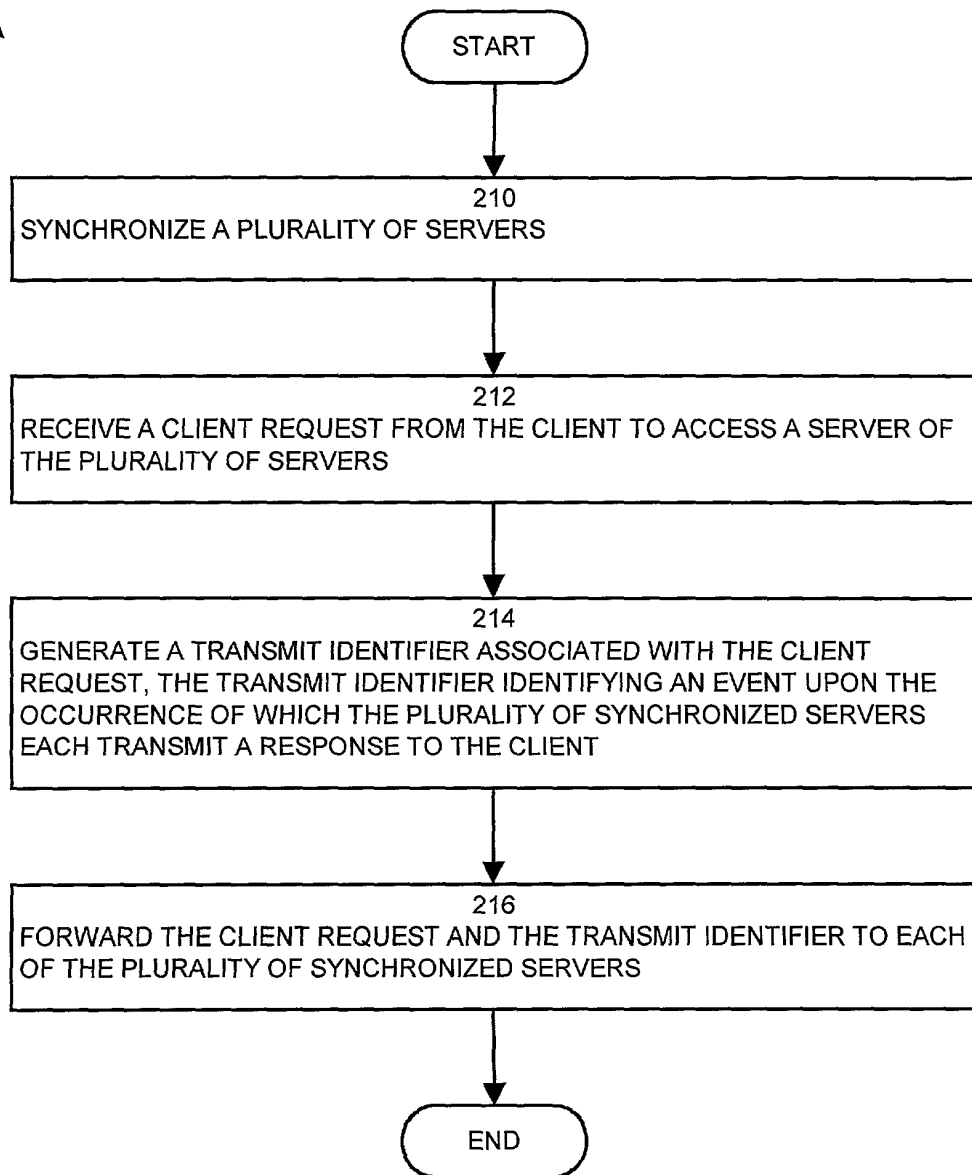 A
START
210
SYNCHRONIZE A PLURALITY OF SERVERS
212
RECEIVE A CLIENT REQUEST FROM THE CLIENT TO ACCESS A SERVER OF
THE PLURALITY OF SERVERS
214
GENERATE A TRANSMIT IDENTIFIER ASSOCIATED WITH THE CLIENT
REQUEST, THE TRANSMIT IDENTIFIER IDENTIFYING AN EVENT UPON THE
OCCURRENCE OF WHICH THE PLURALITY OF SYNCHRONIZED SERVERS
EACH TRANSMIT A RESPONSE TO THE CLIENT
216
FORWARD THE CLIENT REQUEST AND THE TRANSMIT IDENTIFIER TO EACH
OF THE PLURALITY OF SYNCHRONIZED SERVERS
END